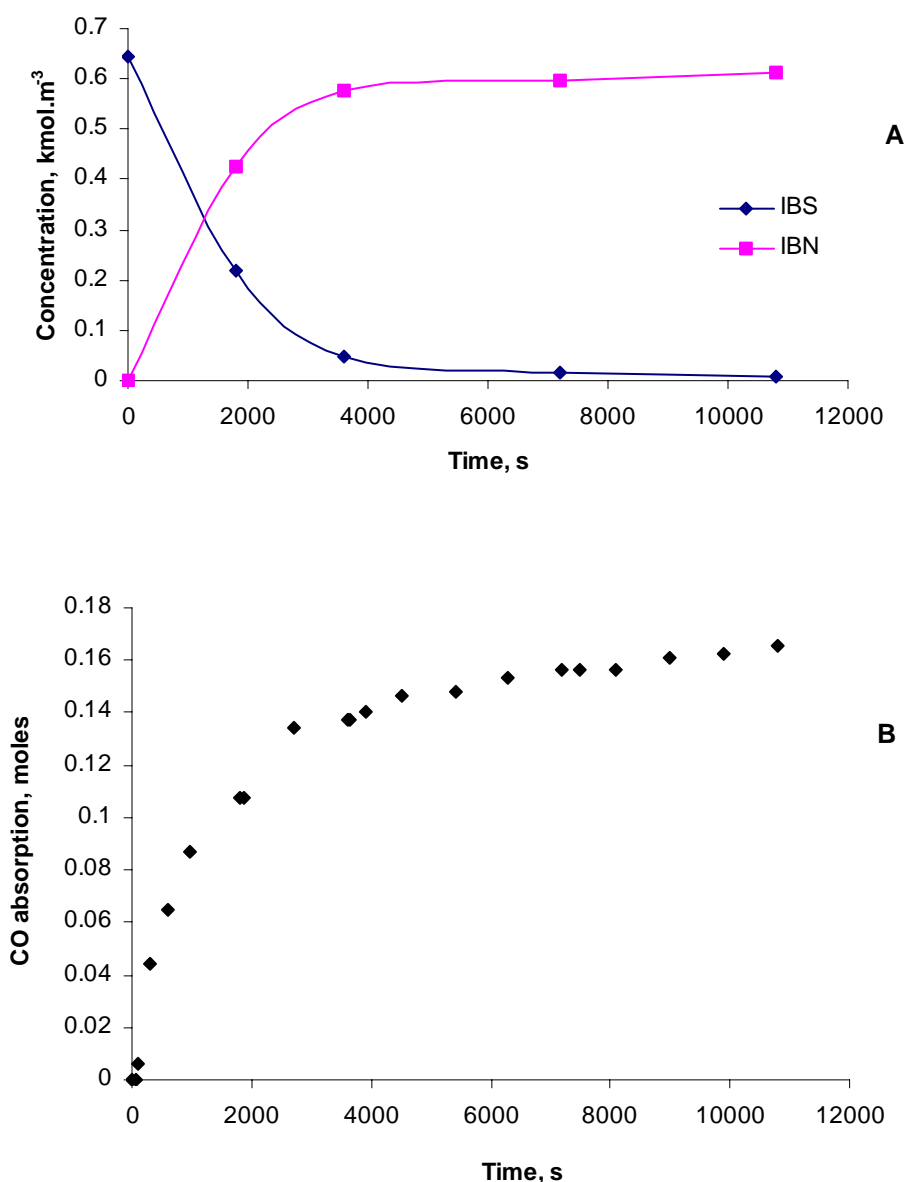 0.7
0.6
0.5
0.4
0.3
0.2
0.1
0
Concentration, kmol.m-3
A
IBS
IBN
0 2000 4000 6000 8000 10000 12000
Time, s
0.18
0.16
0.14
0.12
0.1
0.08
0.06
0.04
0.02
0
CO absorption, moles
B
0 2000 4000 6000 8000 10000 12000
Time, s